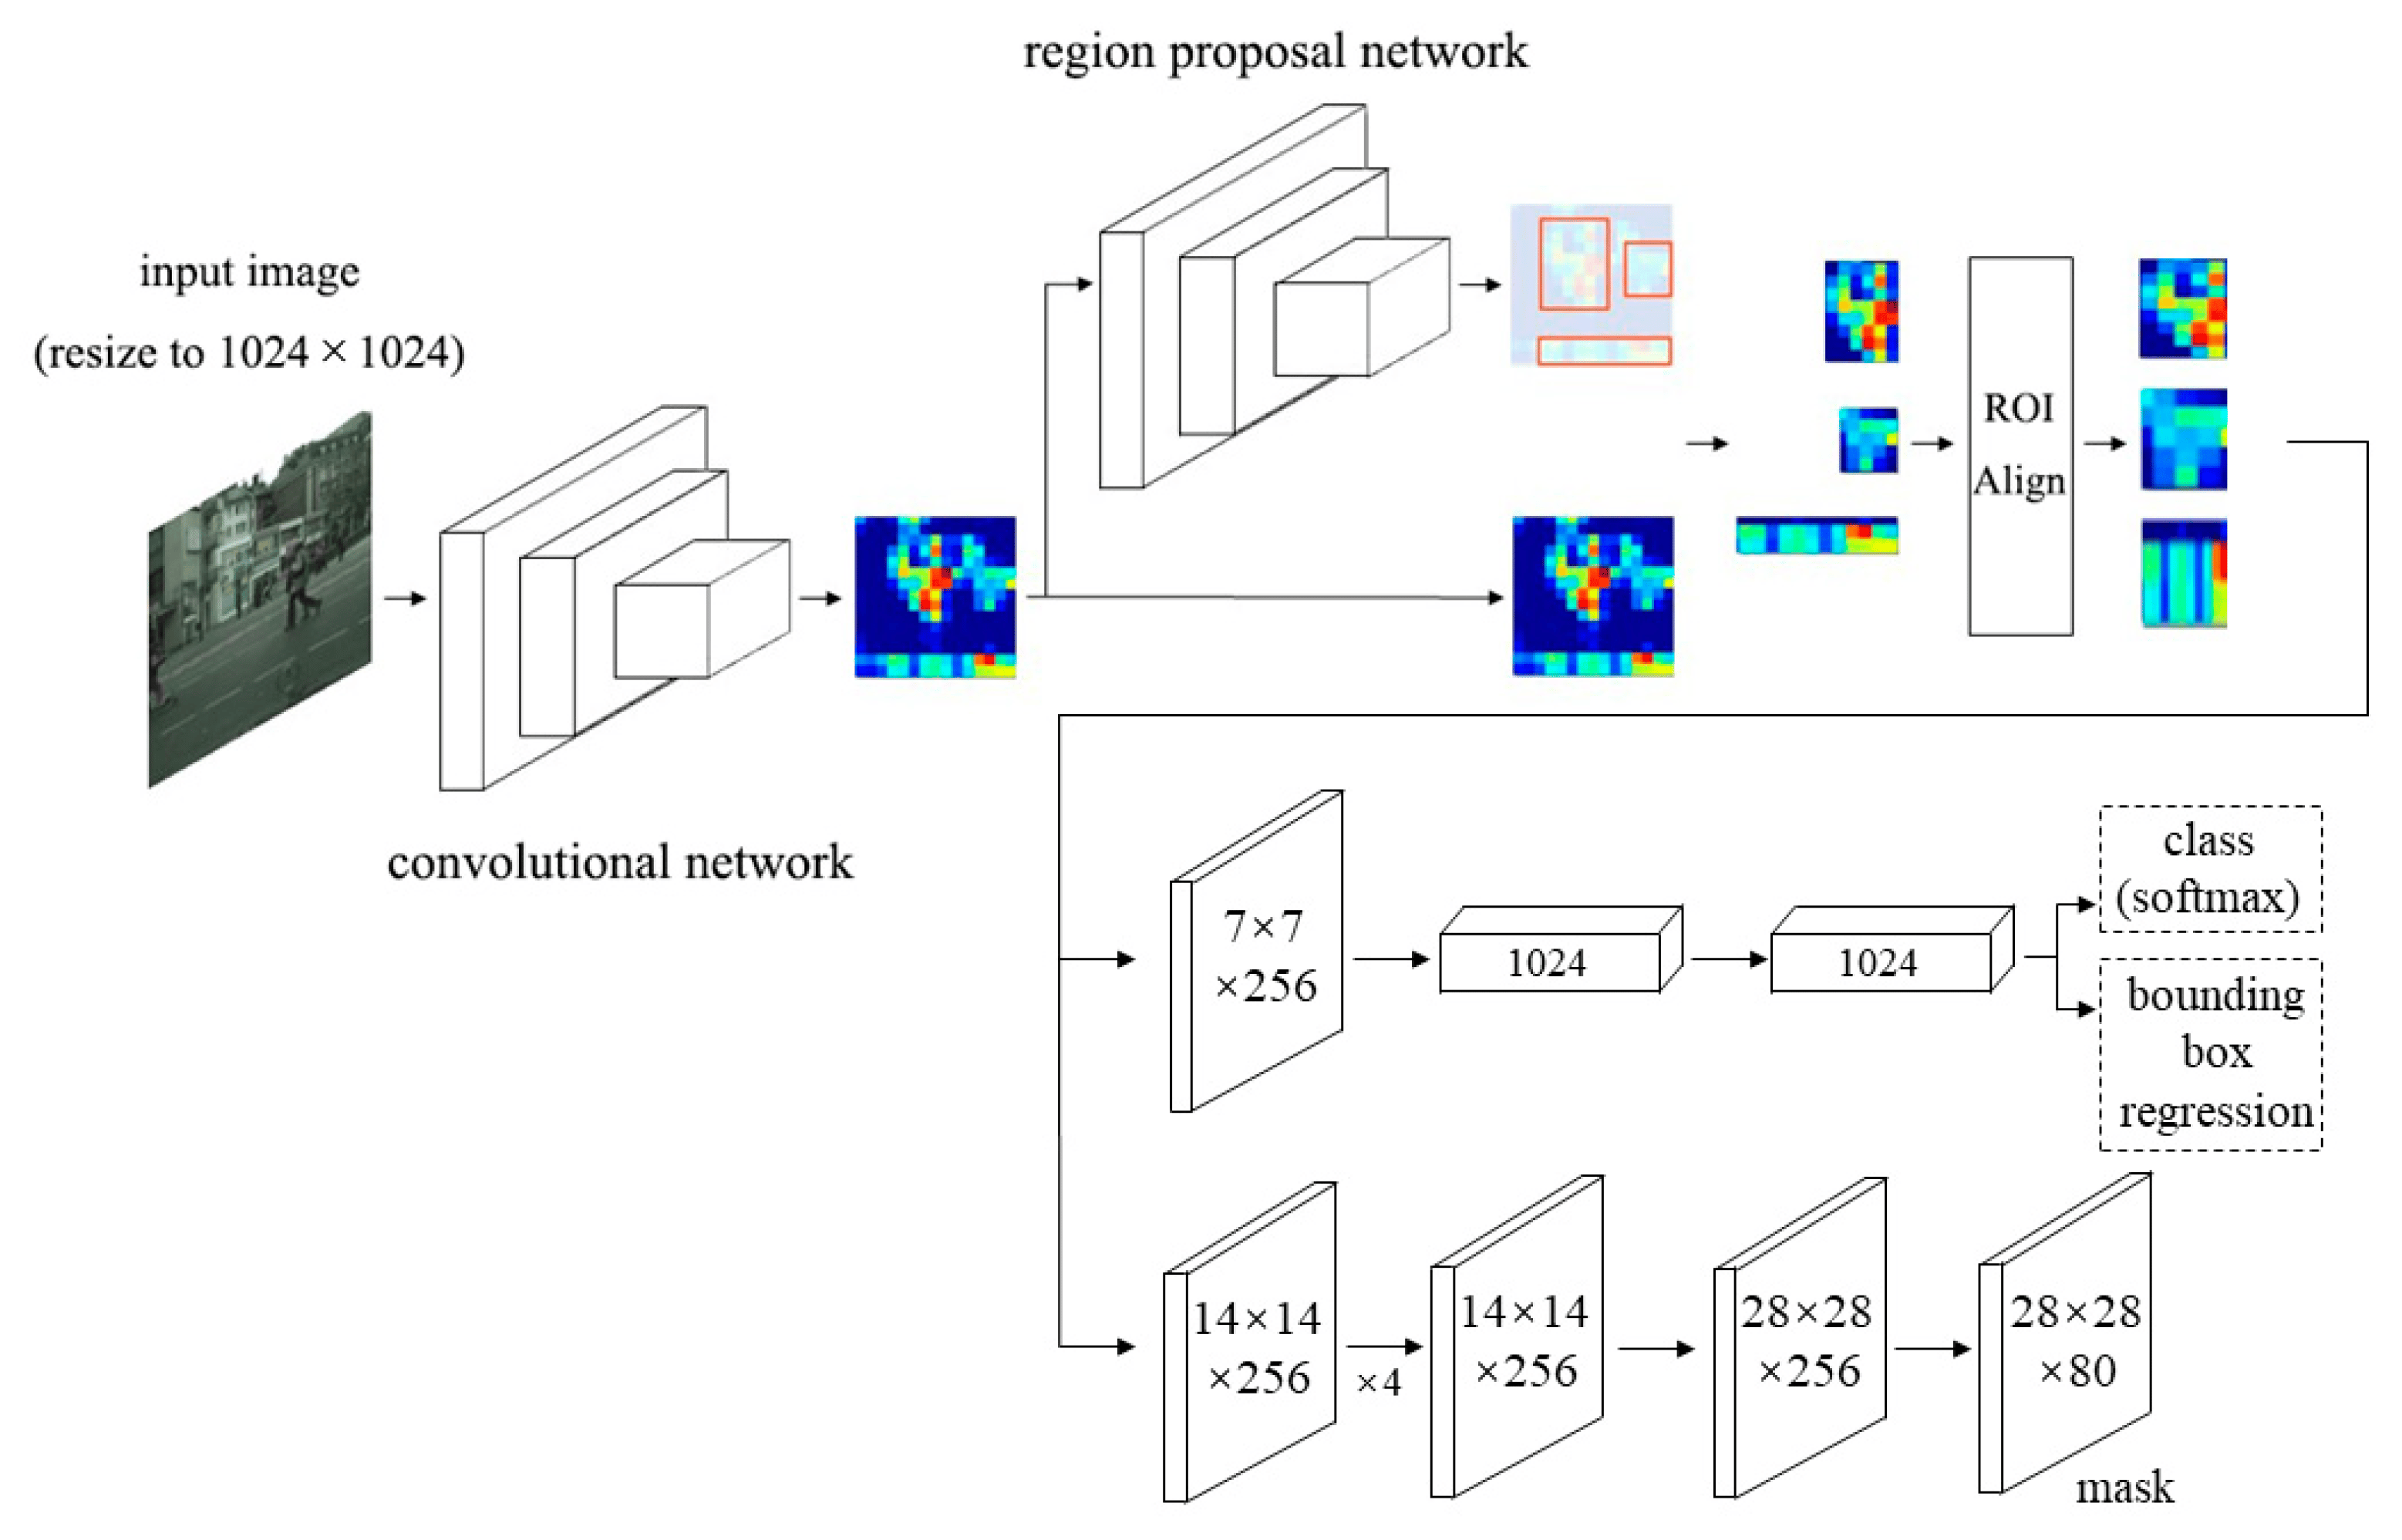 region proposal network
input image
(resize to 1024 × 1024)
ROI
Align
convolutional network
7×7
×256
1024
1024
class
(softmax)
bounding
box
regression
14×14
×256
×4
14×14
×256
28×28
×256
28×28
×80
mask